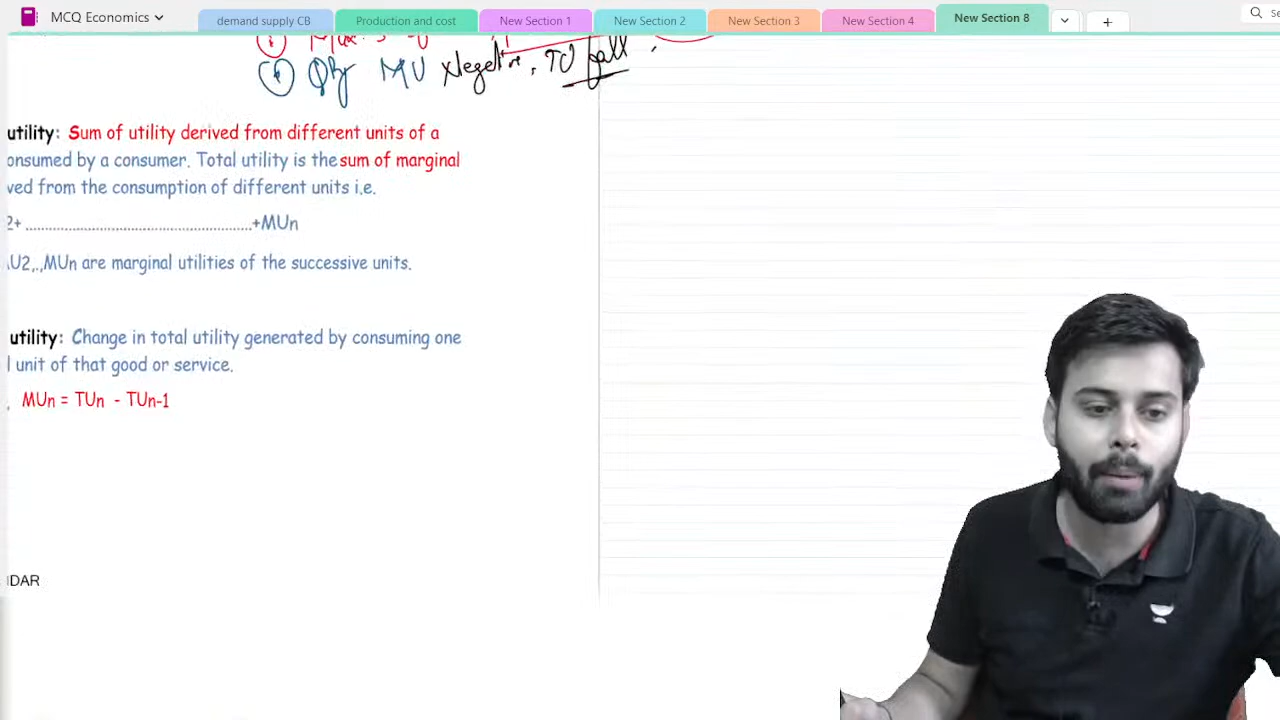 MCQ Economics
demand supply CB
Production and cost
New Section 1
New Section 2
New Section 3
New Section 4
New Section 8
+
Se
MU
TU fall
utility: Sum of utility derived from different units of a
onsumed by a consumer. Total utility is the sum of marginal
ved from the consumption of different units i.e.
2+ ..........................................................+MUn
U2,.,MUn are marginal utilities of the successive units.
utility: Change in total utility generated by consuming one
l unit of that good or service.
, MUn = TUn - TUn-1
IDAR